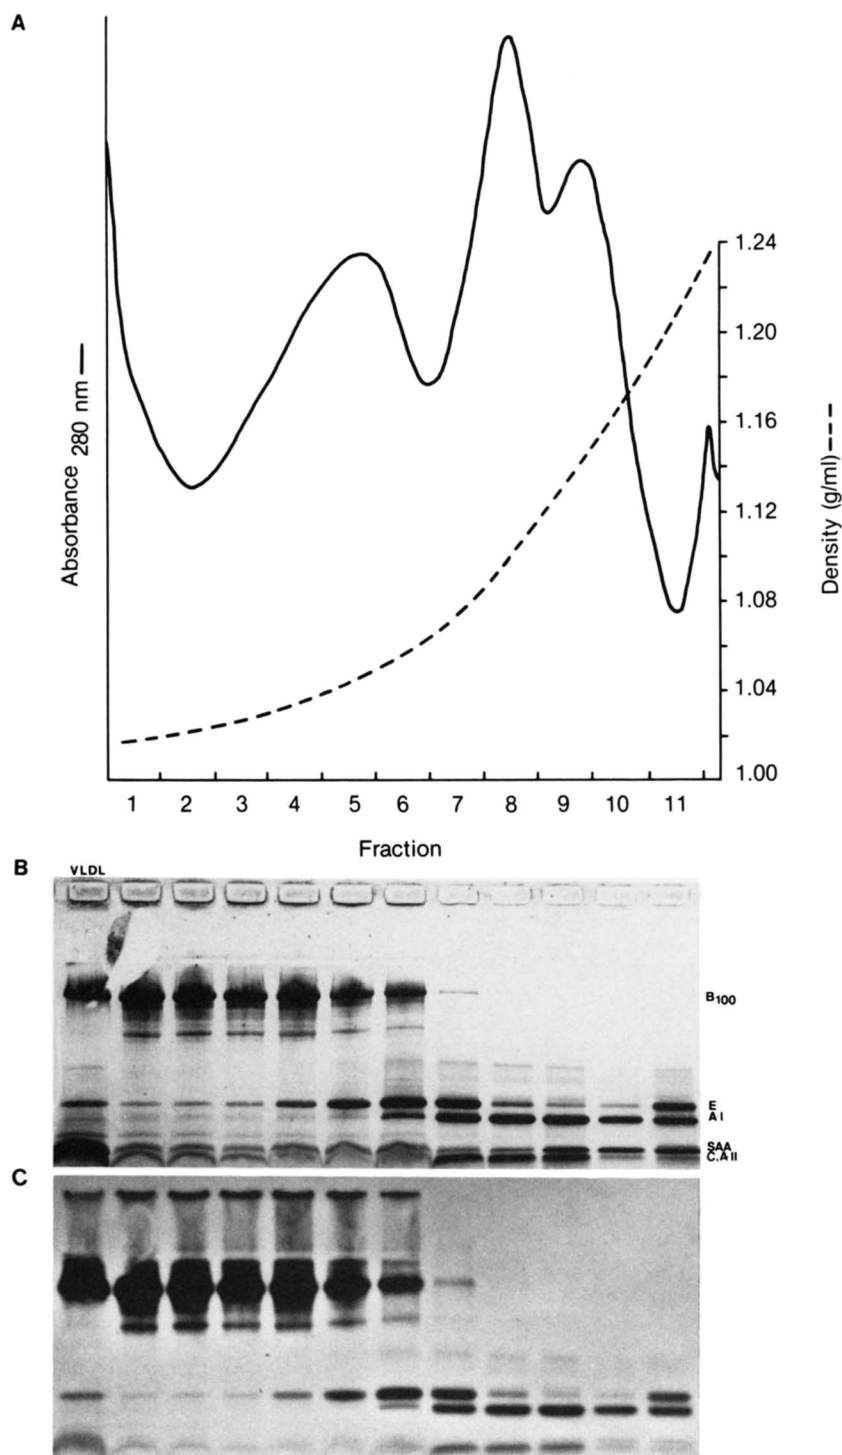 A
Absorbance 280 nm
1.24
1.20
1.16
1.12
1.08
1.04
1.00
Density (g/ml)
1 2 3 4 5 6 7 8 9 10 11
Fraction
B
VLDL
B100
E
A I
SAA
C,A II
C